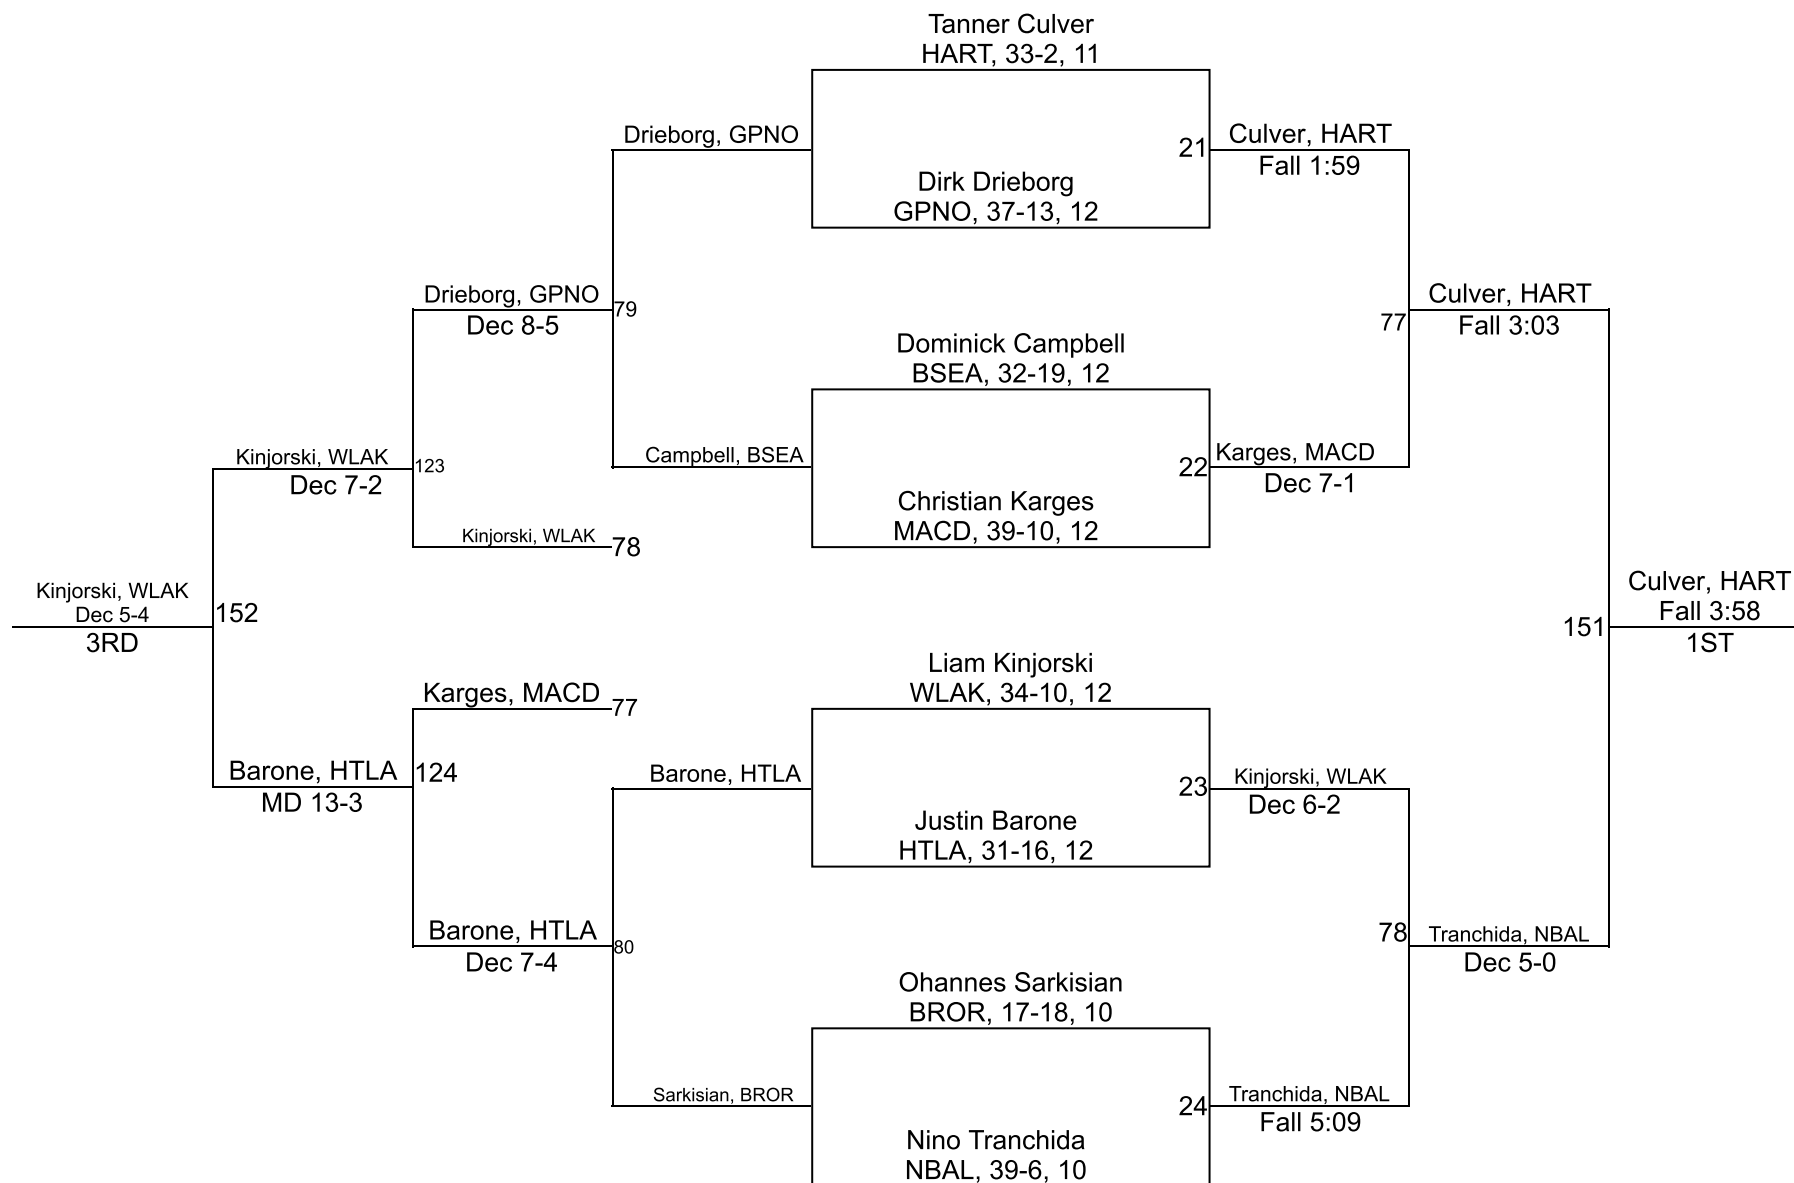 Tanner Culver
HART, 33-2, 11
Drieborg, GPNO
21
Culver, HART
Fall 1:59
Dirk Drieborg
GPNO, 37-13, 12
Drieborg, GPNO
Dec 8-5
79
Culver, HART
Fall 3:03
77
Dominick Campbell
BSEA, 32-19, 12
Kinjorski, WLAK
Dec 7-2
123
Campbell, BSEA
22
Karges, MACD
Dec 7-1
Christian Karges
MACD, 39-10, 12
Kinjorski, WLAK
78
Kinjorski, WLAK
Dec 5-4
3RD
152
151
Culver, HART
Fall 3:58
1ST
Liam Kinjorski
WLAK, 34-10, 12
Karges, MACD
77
Barone, HTLA
MD 13-3
124
Barone, HTLA
23
Kinjorski, WLAK
Dec 6-2
Justin Barone
HTLA, 31-16, 12
Barone, HTLA
Dec 7-4
80
78
Tranchida, NBAL
Dec 5-0
Ohannes Sarkisian
BROR, 17-18, 10
Sarkisian, BROR
24
Tranchida, NBAL
Fall 5:09
Nino Tranchida
NBAL, 39-6, 10